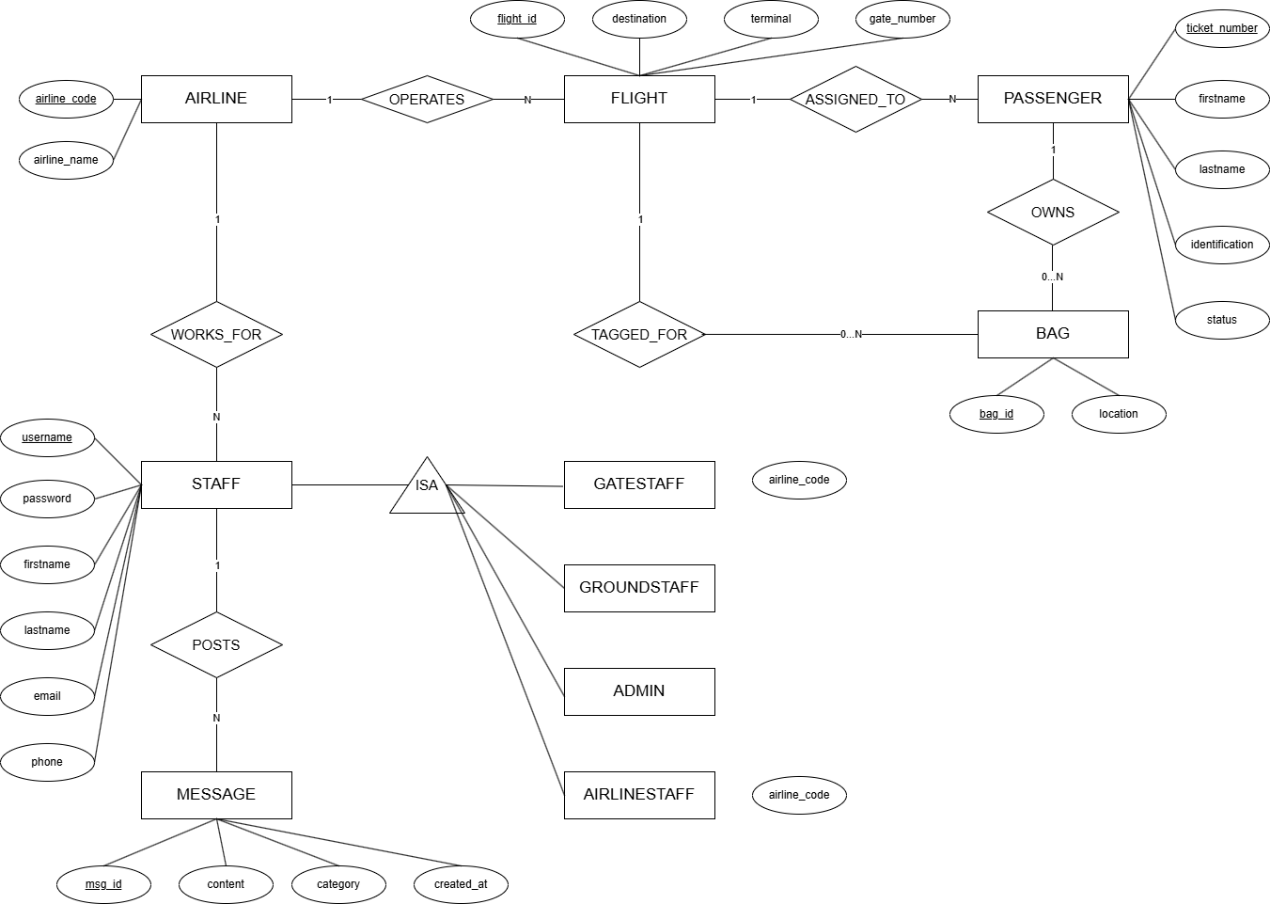 flight_id
destination
terminal
gate_number
ticket_number
airline_code
AIRLINE
1
OPERATES
N
FLIGHT
1
ASSIGNED_TO
N
PASSENGER
firstname
airline_name
1
lastname
1
1
OWNS
identification
0...N
WORKS_FOR
TAGGED_FOR
0...N
BAG
status
N
bag_id
location
username
STAFF
ISA
GATESTAFF
airline_code
password
firstname
1
GROUNDSTAFF
lastname
POSTS
email
ADMIN
N
phone
MESSAGE
AIRLINESTAFF
airline_code
msg_id
content
category
created_at